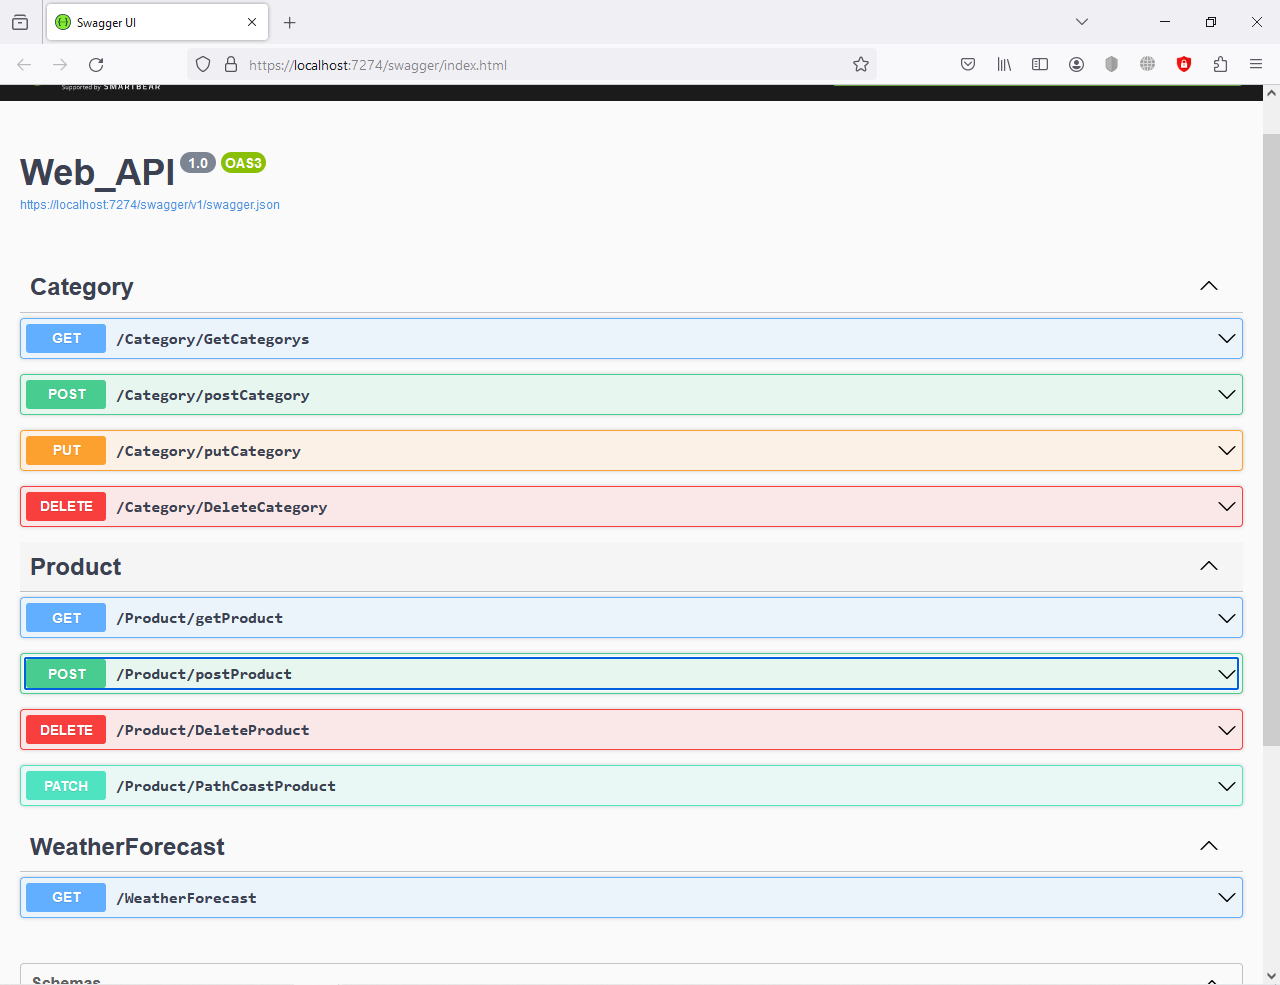 Swagger UI
https://localhost:7274/swagger/index.html
Supported by SMARTBEAR
Web_API 1.0 OAS3
https://localhost:7274/swagger/v1/swagger.json
Category
GET /Category/GetCategorys
POST /Category/postCategory
PUT /Category/putCategory
DELETE /Category/DeleteCategory
Product
GET /Product/getProduct
POST /Product/postProduct
DELETE /Product/DeleteProduct
PATCH /Product/PathCoastProduct
WeatherForecast
GET /WeatherForecast
Schemas